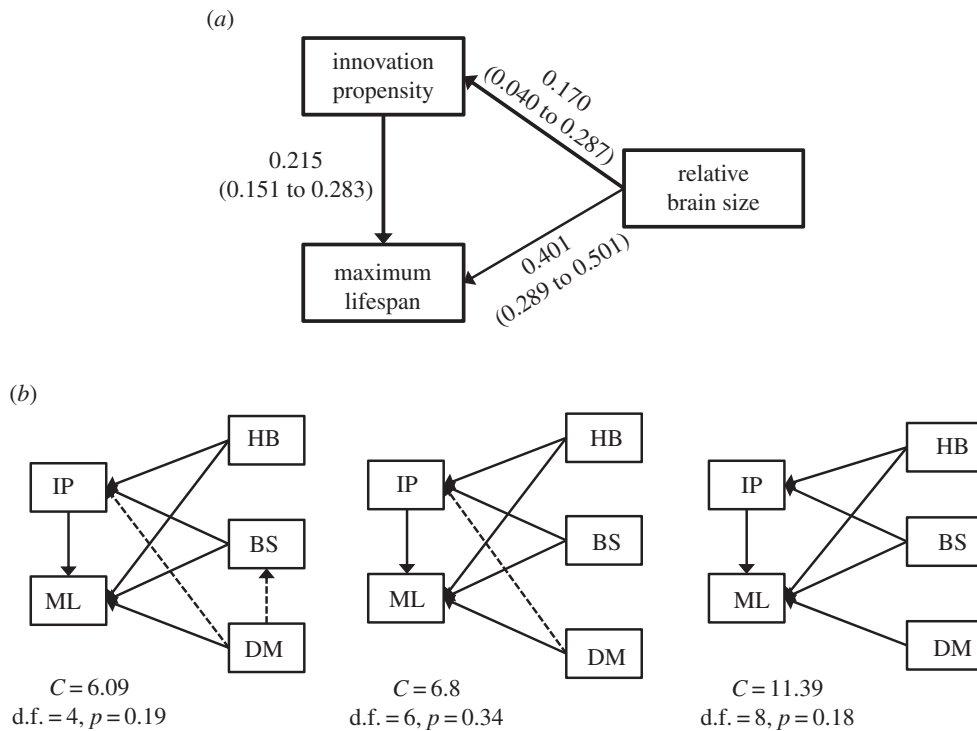 (a)
innovation
propensity
0.170
(0.040 to 0.287)
0.215
(0.151 to 0.283)
relative
brain size
maximum
lifespan
0.401
(0.289 to 0.501)
(b)
HB
IP
BS
ML
DM
C = 6.09
d.f. = 4, p = 0.19
HB
IP
BS
ML
DM
C = 6.8
d.f. = 6, p = 0.34
HB
IP
BS
ML
DM
C = 11.39
d.f. = 8, p = 0.18